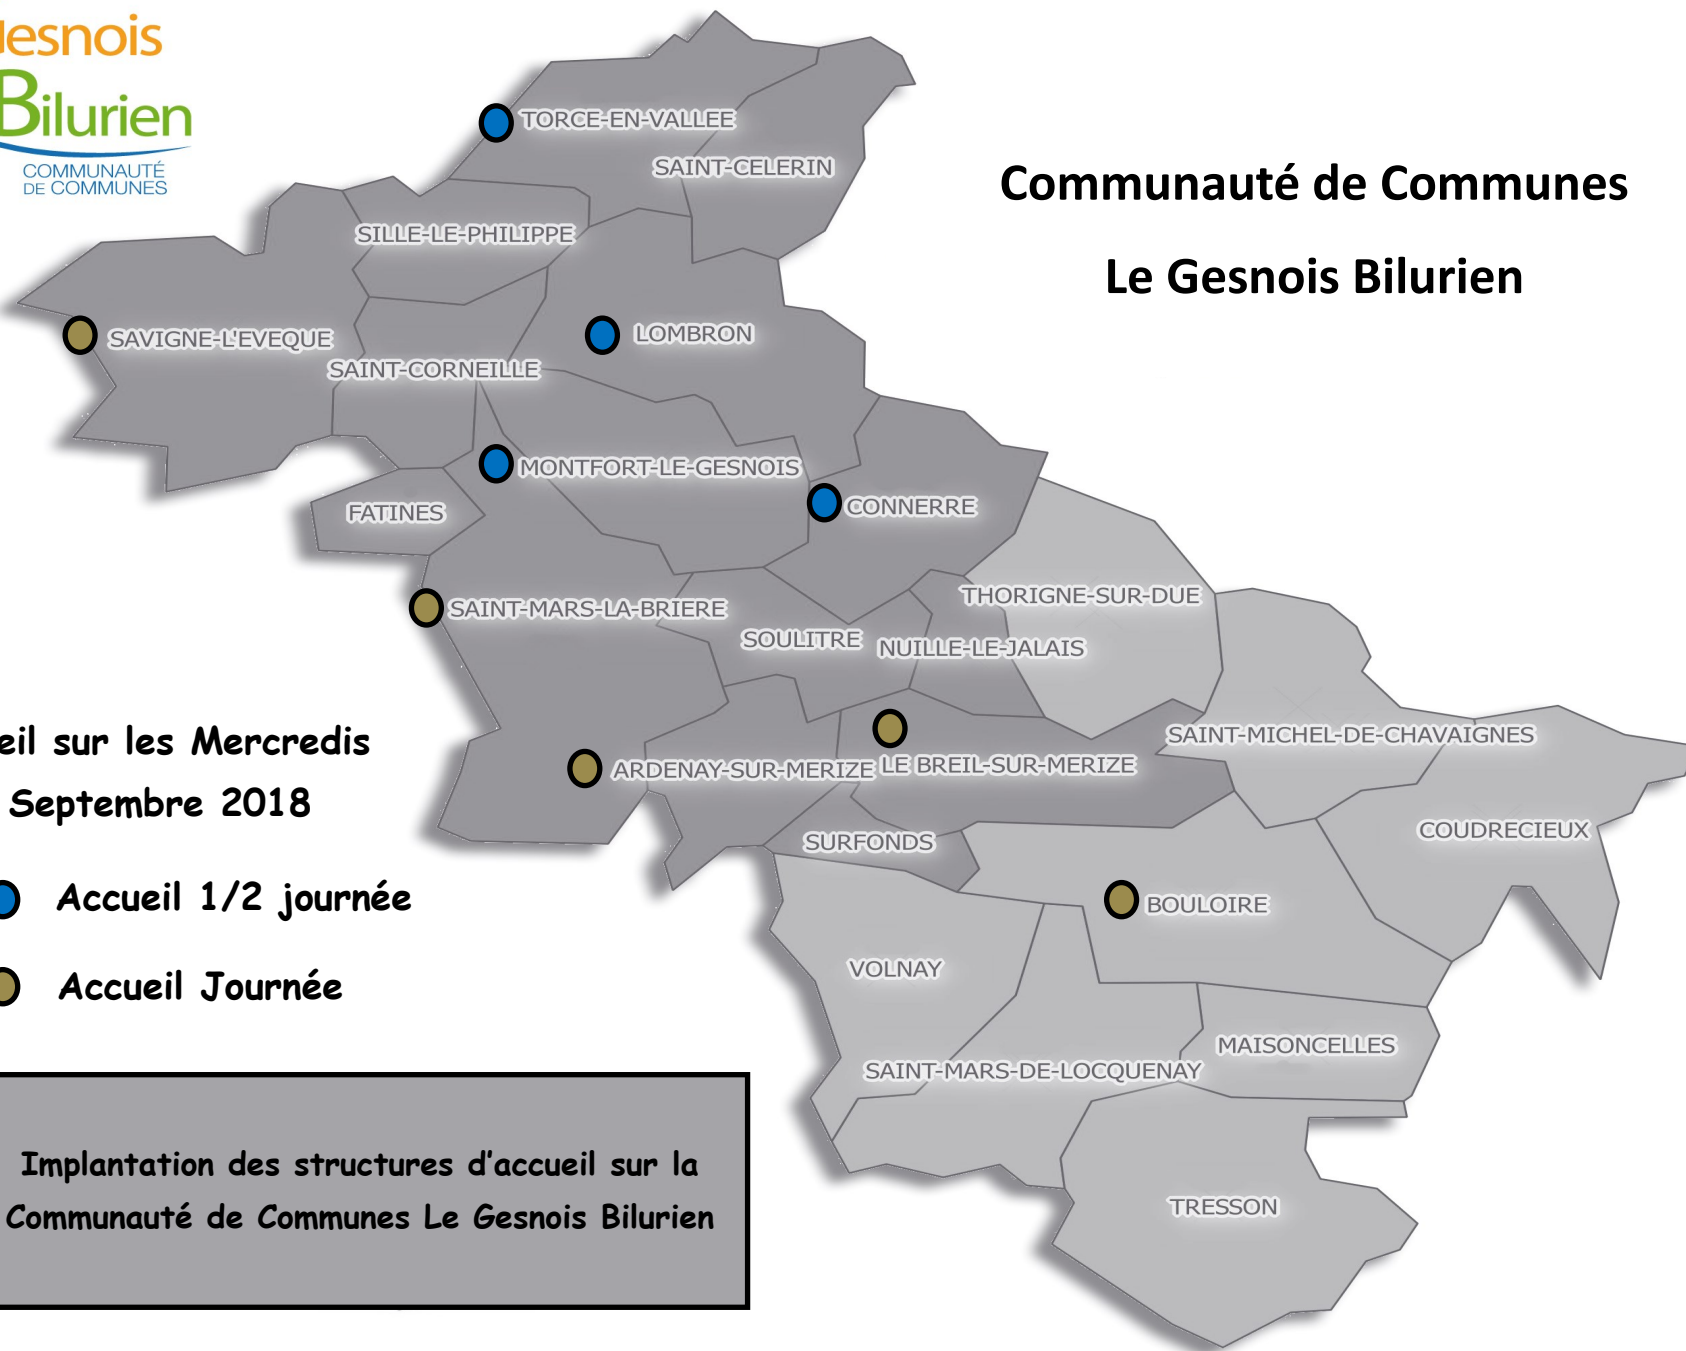 esnois
Bilurien
COMMUNAUTÉ
DE COMMUNES
Communauté de Communes
Le Gesnois Bilurien
TORCE-EN-VALLEE
SAINT-CELERIN
SILLE-LE-PHILIPPE
SAVIGNE-L'EVEQUE
LOMBRON
SAINT-CORNEILLE
MONTFORT-LE-GESNOIS
CONNERRE
FATINES
THORIGNE-SUR-DUE
SAINT-MARS-LA-BRIERE
SOULITRE
NUILLE-LE-JALAIS
SAINT-MICHEL-DE-CHAVAIGNES
ARDENAY-SUR-MERIZE
LE BREIL-SUR-MERIZE
COUDRECIEUX
SURFONDS
BOULOIRE
VOLNAY
MAISONCELLES
SAINT-MARS-DE-LOCQUENAY
TRESSON
eil sur les Mercredis
Septembre 2018
Accueil 1/2 journée
Accueil Journée
Implantation des structures d'accueil sur la
Communauté de Communes Le Gesnois Bilurien